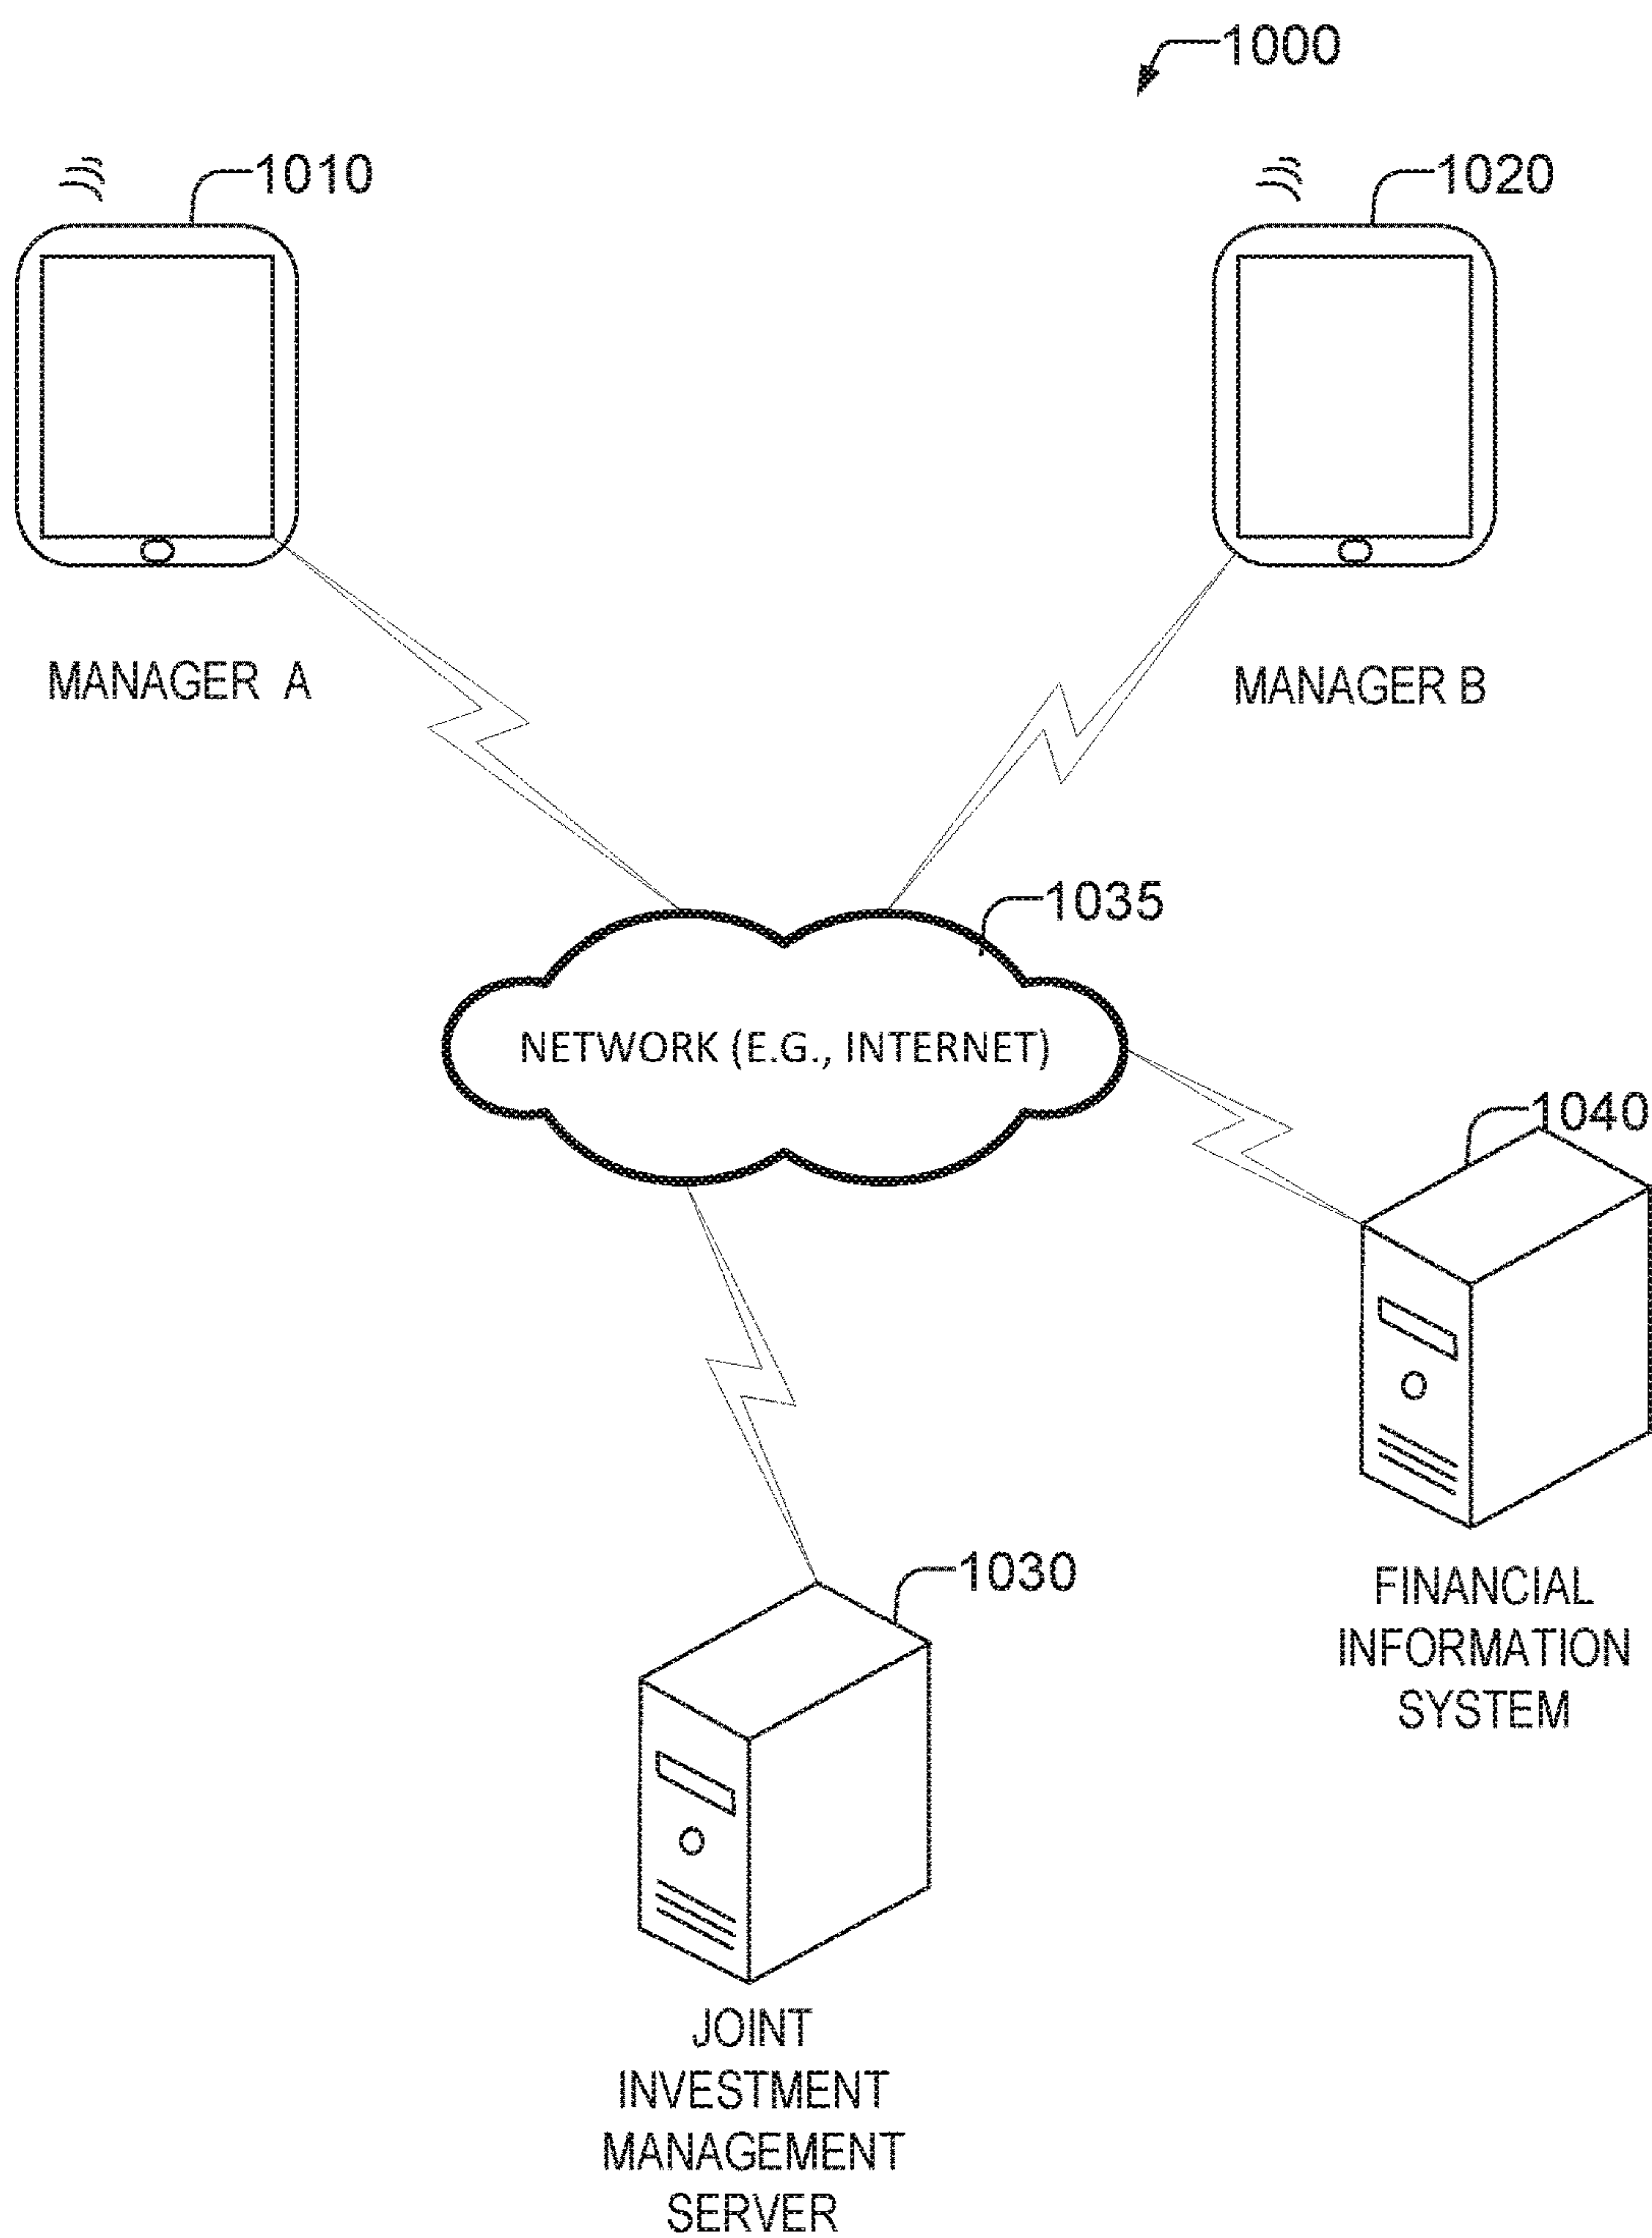 1000
1010
1020
MANAGER A
MANAGER B
1035
NETWORK (E.G., INTERNET)
1040
1030
FINANCIAL
INFORMATION
SYSTEM
JOINT
INVESTMENT
MANAGEMENT
SERVER